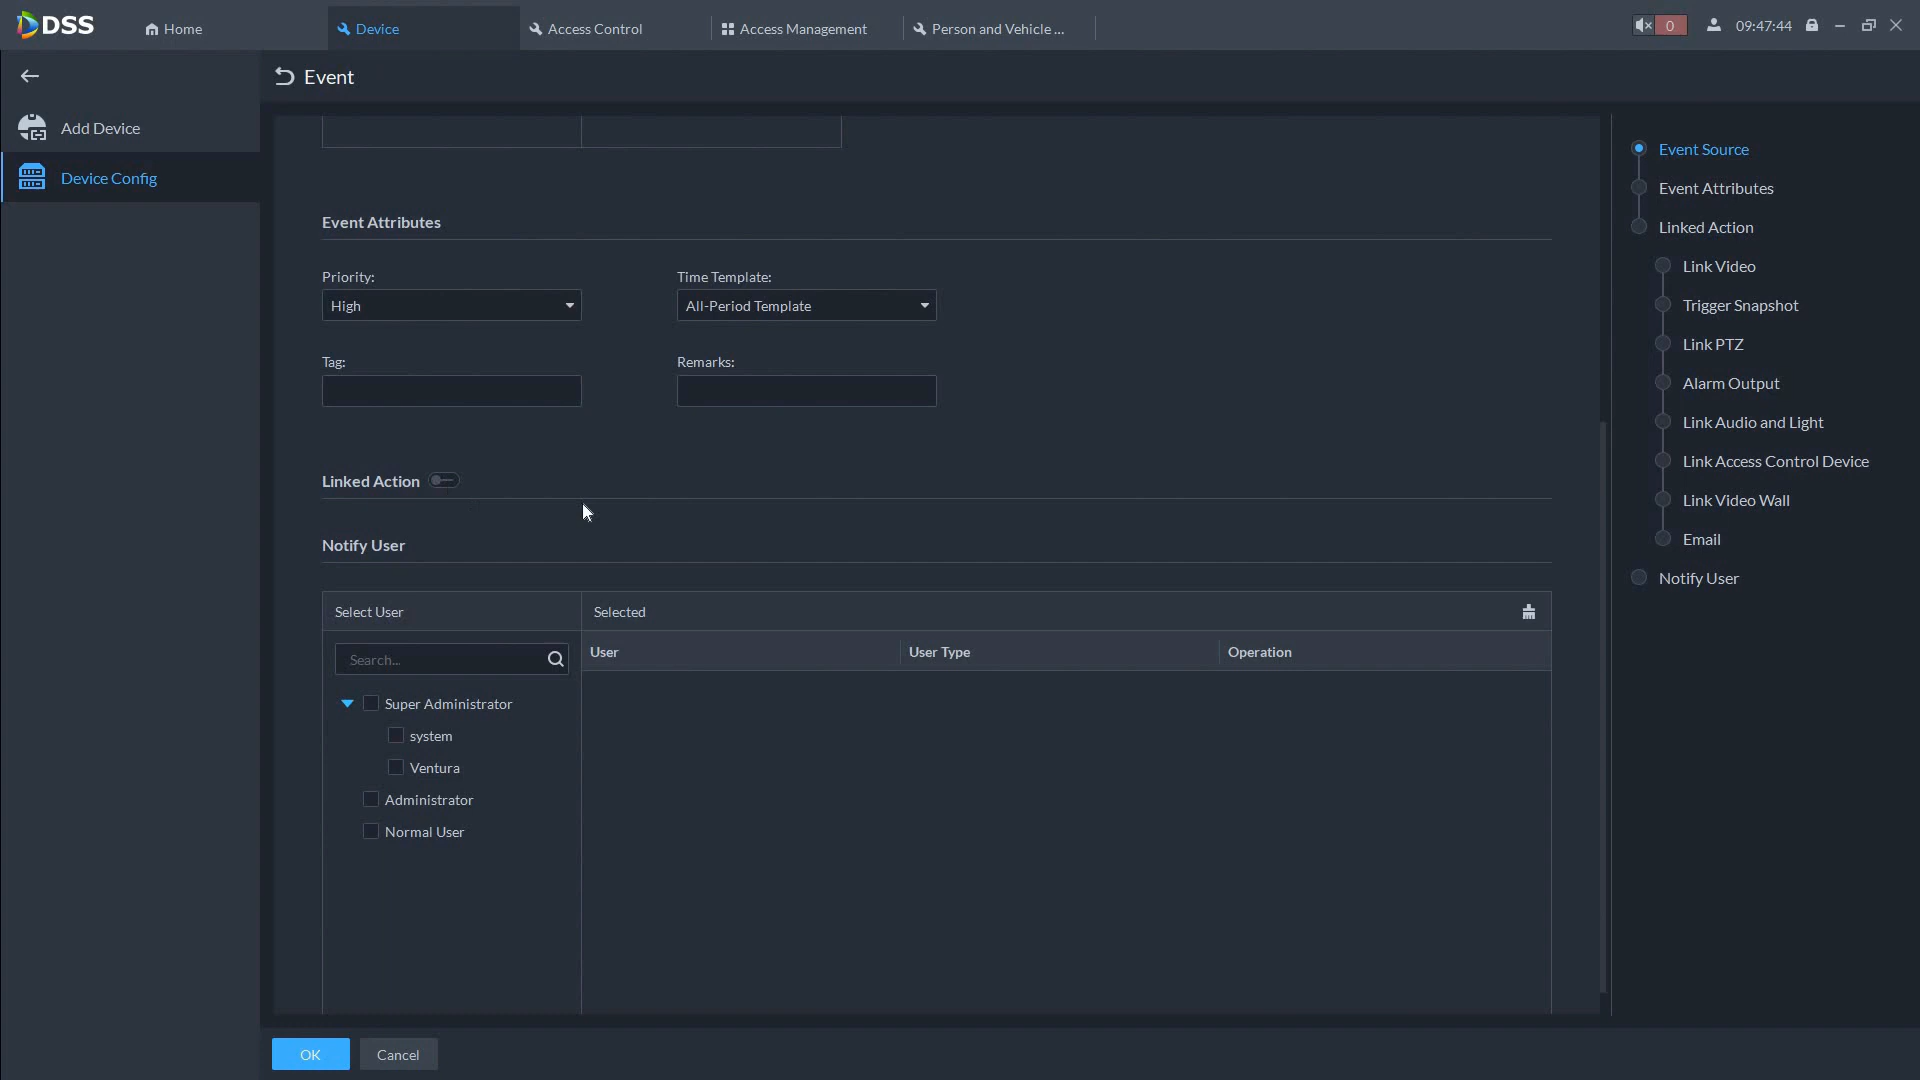 DSS
Home
Device
Access Control
Access Management
Person and Vehicle ...
0
09:47:44
Event
Add Device
Device Config
Event Attributes
Priority:
Time Template:
High
All-Period Template
Tag:
Remarks:
Linked Action
Notify User
Select User
Selected
Search...
User
User Type
Operation
Super Administrator
system
Ventura
Administrator
Normal User
OK
Cancel
Event Source
Event Attributes
Linked Action
Link Video
Trigger Snapshot
Link PTZ
Alarm Output
Link Audio and Light
Link Access Control Device
Link Video Wall
Email
Notify User